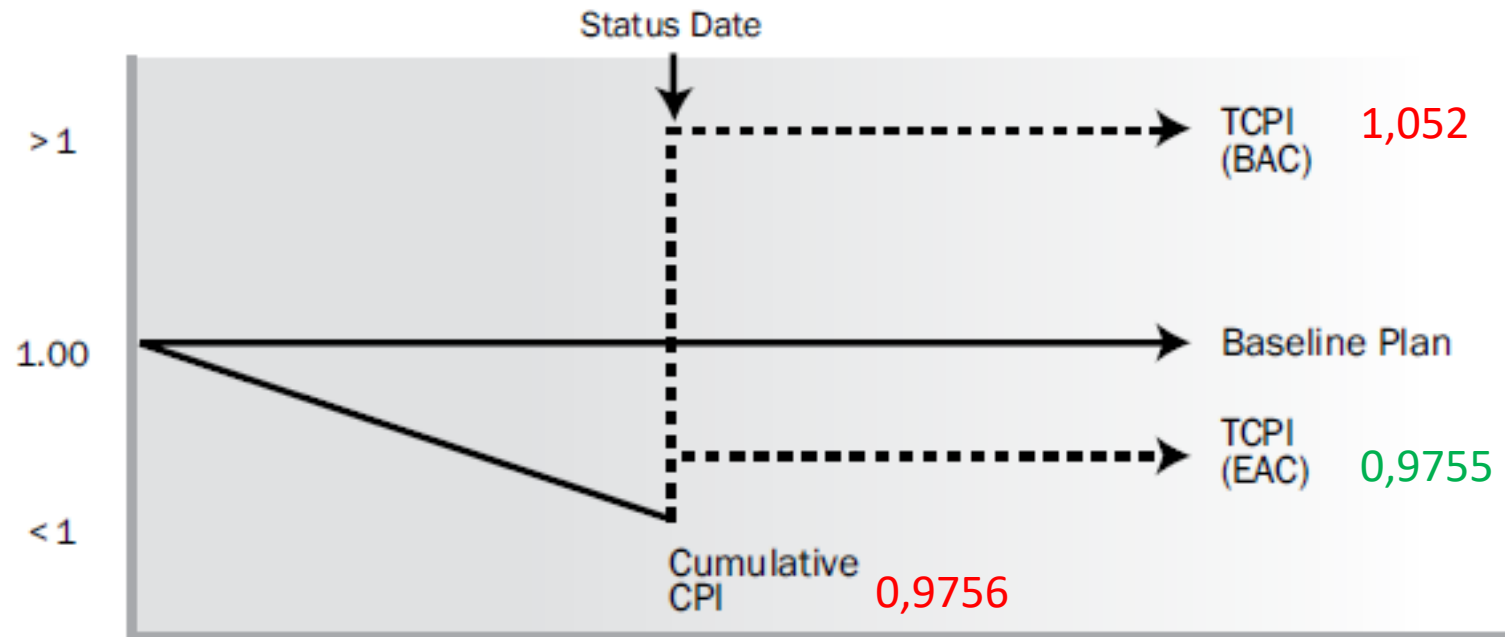 Status Date
> 1
TCPI 1,052
(BAC)
1.00
Baseline Plan
TCPI
(EAC) 0,9755
< 1
Cumulative
CPI 0,9756